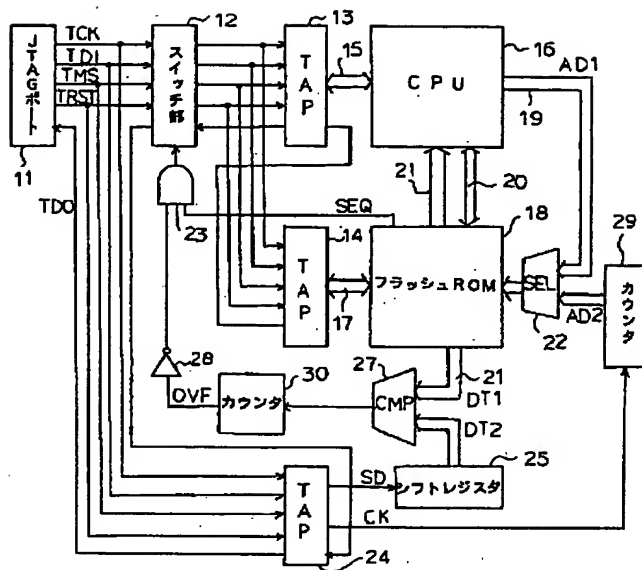 11
JTAGポート
TCK
TDI
TMS
TRST
TDO
12
スイッチ部
13
TAP
15
16
CPU
AD1
19
21
20
23
SEQ
14
TAP
17
18
フラッシュROM
SEL
22
AD2
29
カウンタ
28
OVF
30
カウンタ
27
CMP
21
DT1
DT2
25
シフトレジスタ
TAP
24
SD
CK